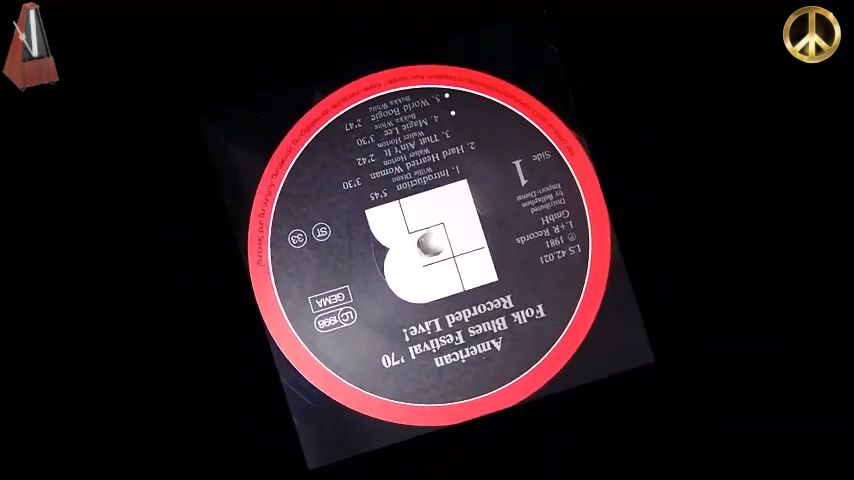 American
Folk Blues Festival '70
Recorded Live!
LC 1998
GEMA
ST
33
LS 42.021
Ⓟ 1981
L+R Records
GmbH
Distributed
by Bellaphon
Import-Dienst
Side
1
1. Introduction 5'45
Willie Dixon
2. Hard Hearted Woman 3'30
Walter Horton
3. That Ain't It 2'42
Walter Horton
4. Magic Lee 3'30
Bukka White
5. World Boogie 2'47
Bukka White